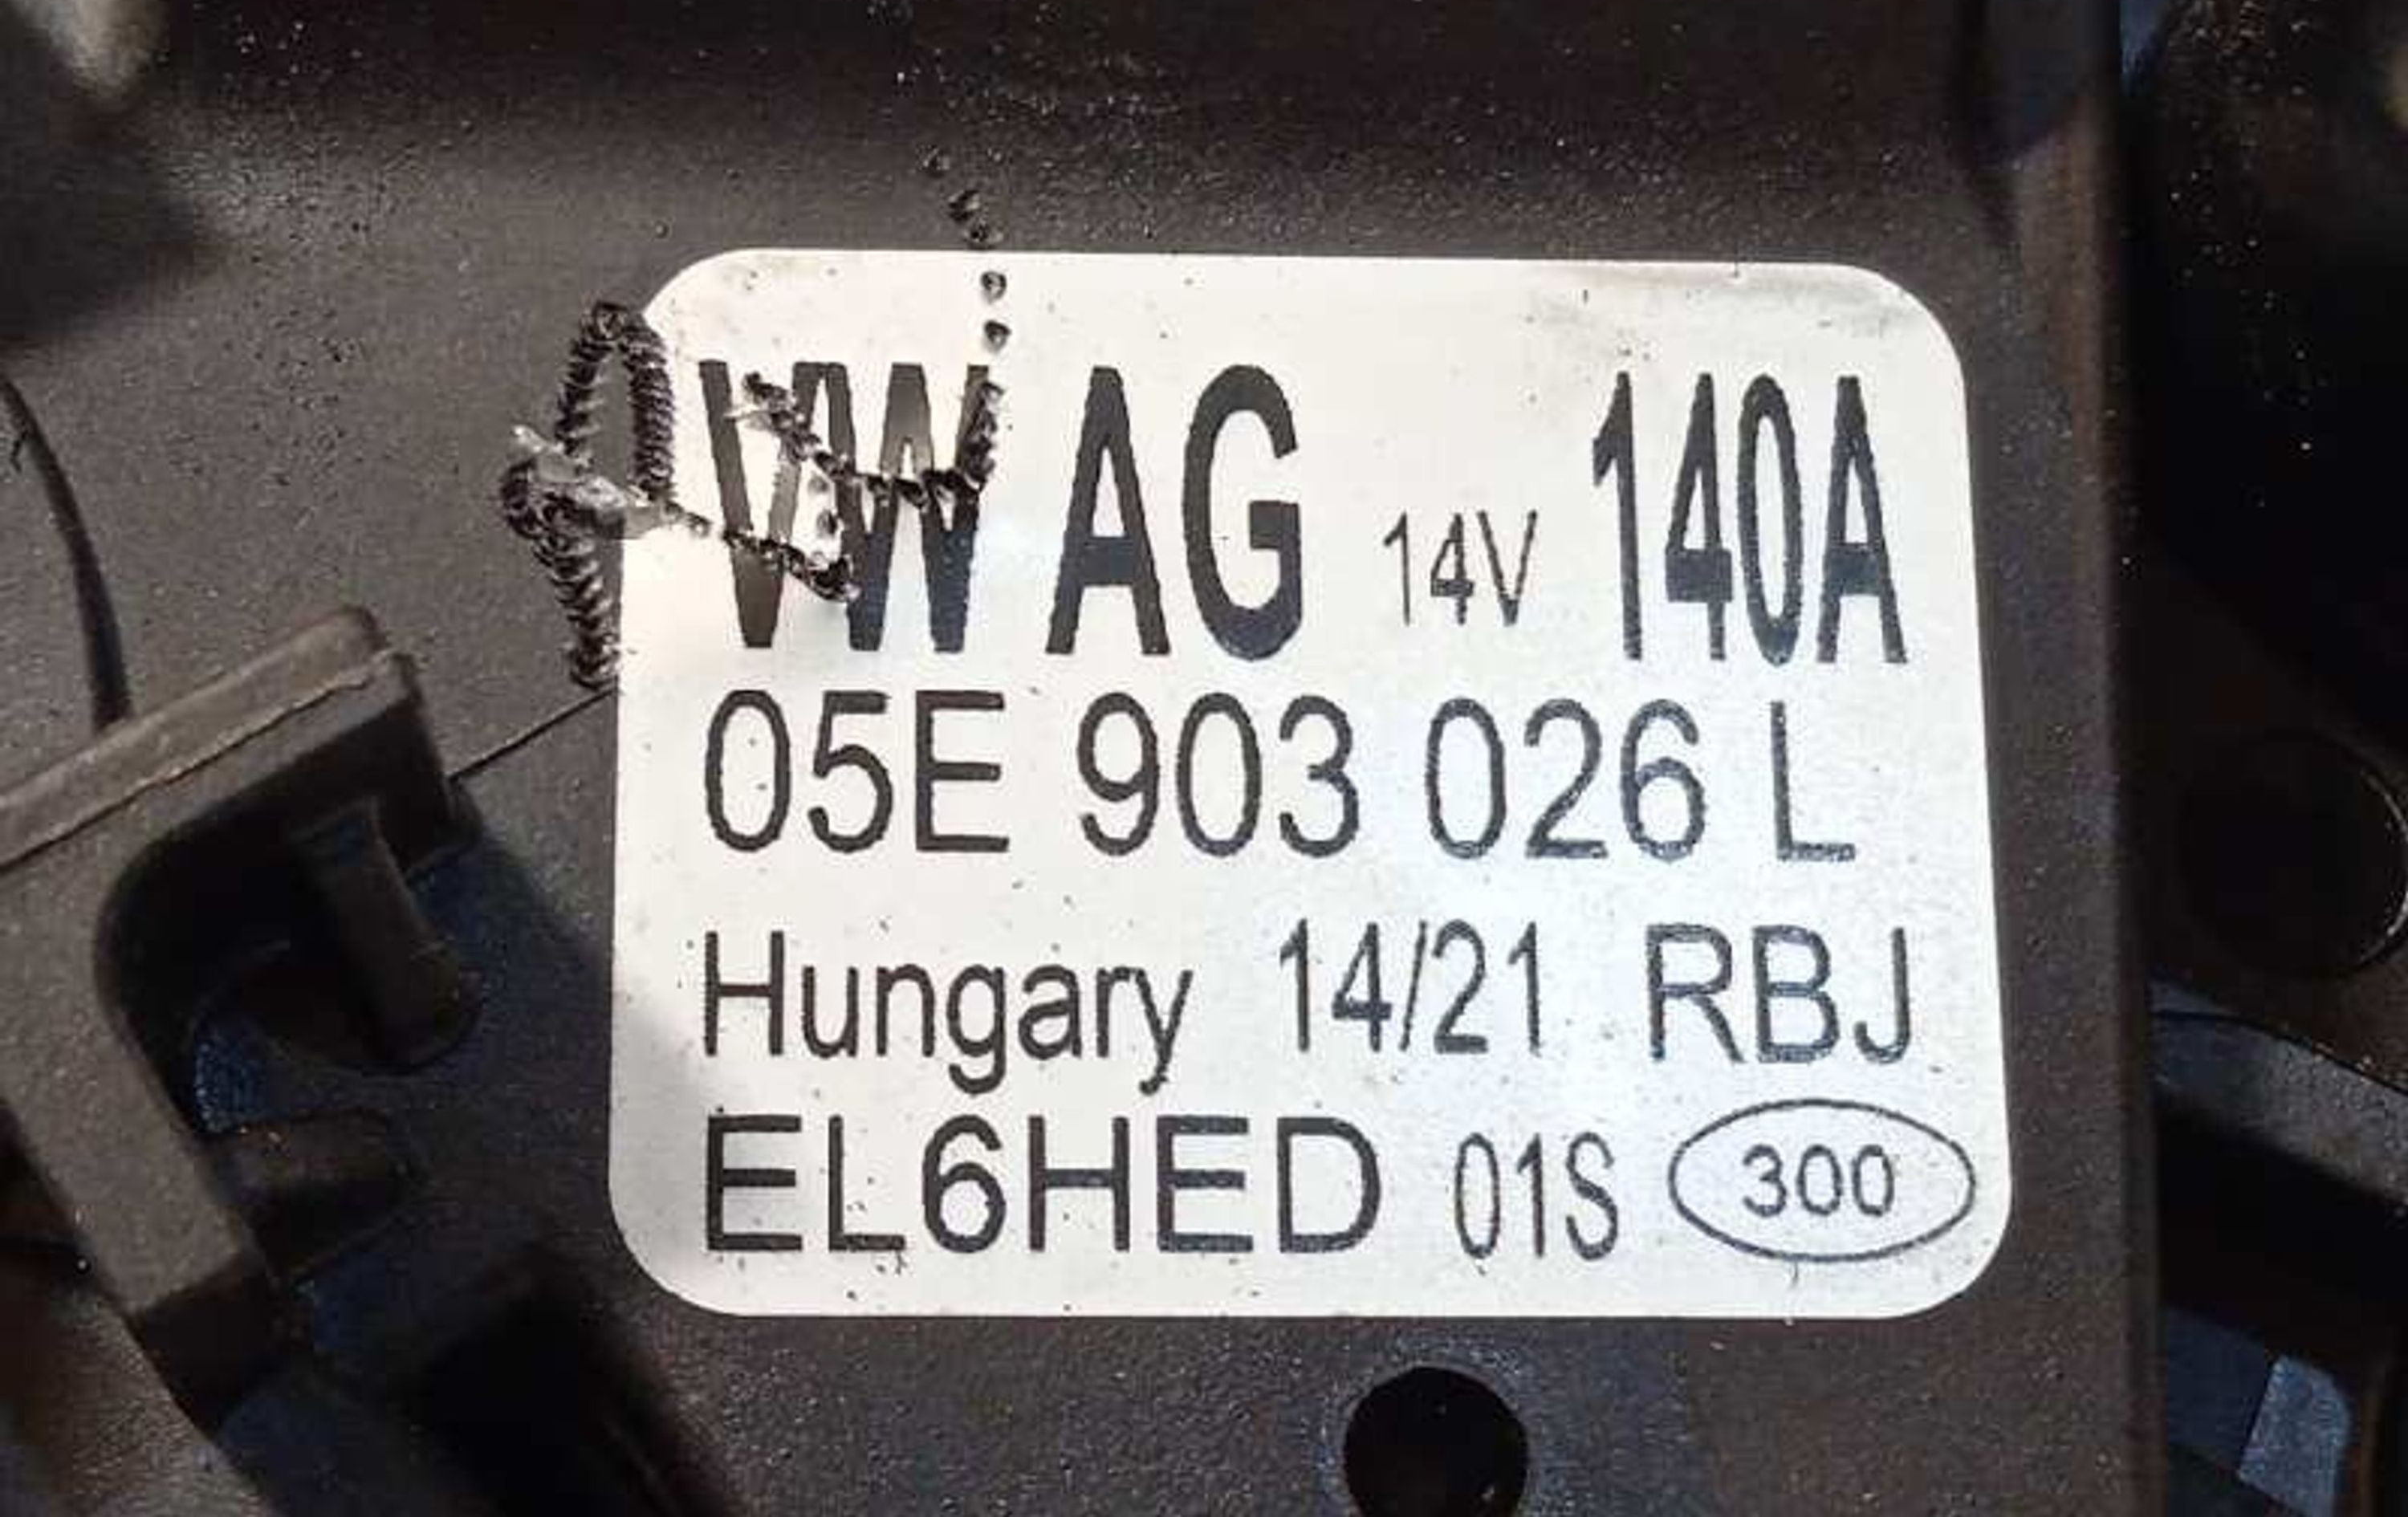 VW AG 14V 140A
05E 903 026 L
Hungary 14/21 RBJ
EL6HED 01S 300